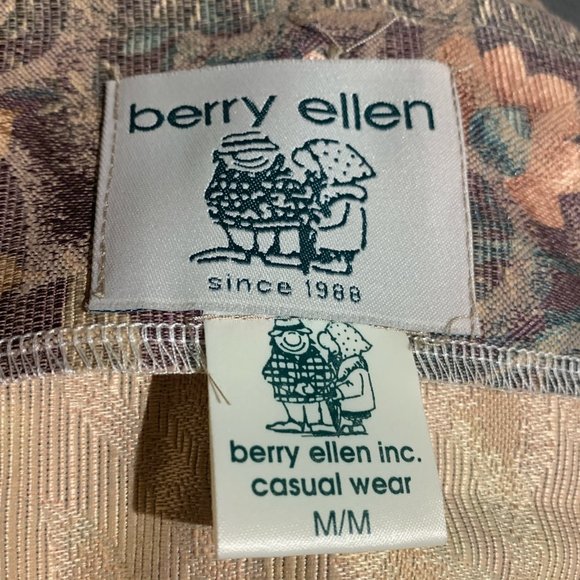 berry ellen
since 1988
berry ellen inc.
casual wear
M/M